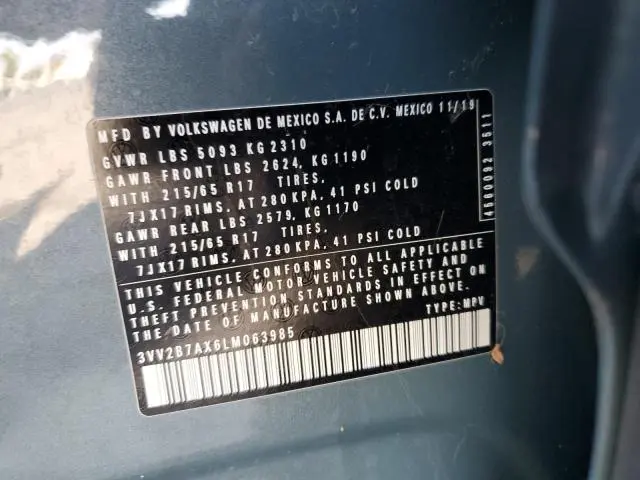 MFD BY VOLKSWAGEN DE MEXICO S.A. DE C.V. MEXICO 11/19
GVWR LBS 5093 KG 2310
GAWR FRONT LBS 2624, KG 1190
WITH 215/65 R17 TIRES,
7JX17 RIMS, AT 280 KPA, 41 PSI COLD
GAWR REAR LBS 2579, KG 1170
WITH 215/65 R17 TIRES,
7JX17 RIMS, AT 280 KPA, 41 PSI COLD
THIS VEHICLE CONFORMS TO ALL APPLICABLE
U.S. FEDERAL MOTOR VEHICLE SAFETY AND
THEFT PREVENTION STANDARDS IN EFFECT ON
THE DATE OF MANUFACTURE SHOWN ABOVE.
3VV2B7AX6LM063985 TYPE: MPV
4680092 3511